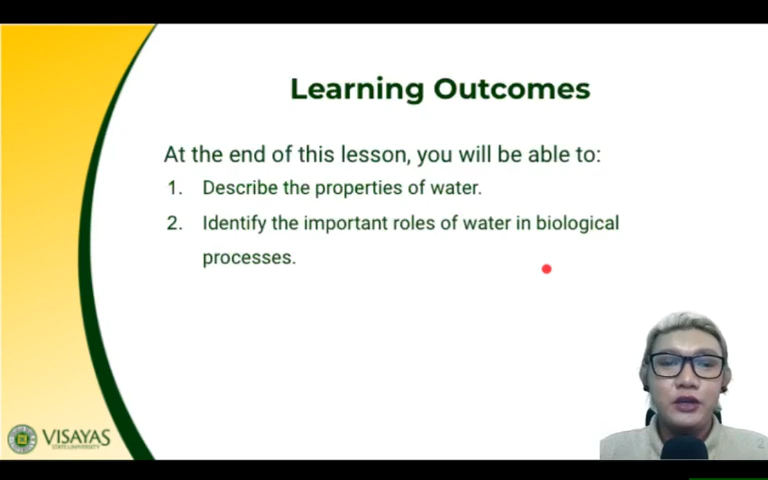 Learning Outcomes
At the end of this lesson, you will be able to:
1. Describe the properties of water.
2. Identify the important roles of water in biological
processes.
VISAYAS
STATE UNIVERSITY
2